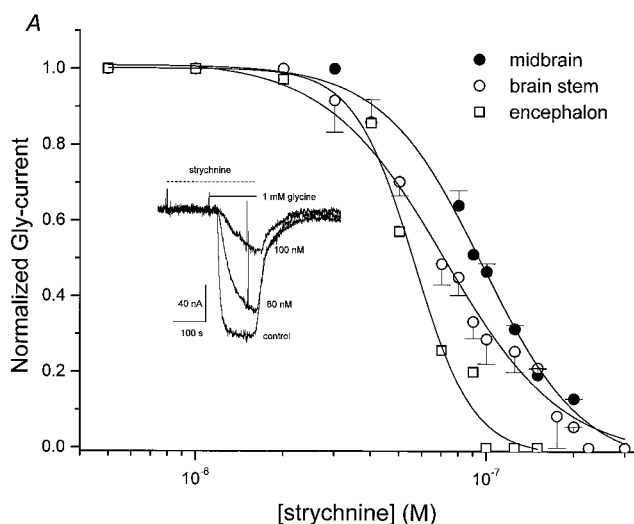 A
midbrain
brain stem
encephalon
1.0
0.8
0.6
0.4
0.2
0.0
Normalized Gly-current
strychnine
1 mM glycine
100 nM
80 nM
control
40 nA
100 s
10⁻⁸
10⁻⁷
[strychnine] (M)